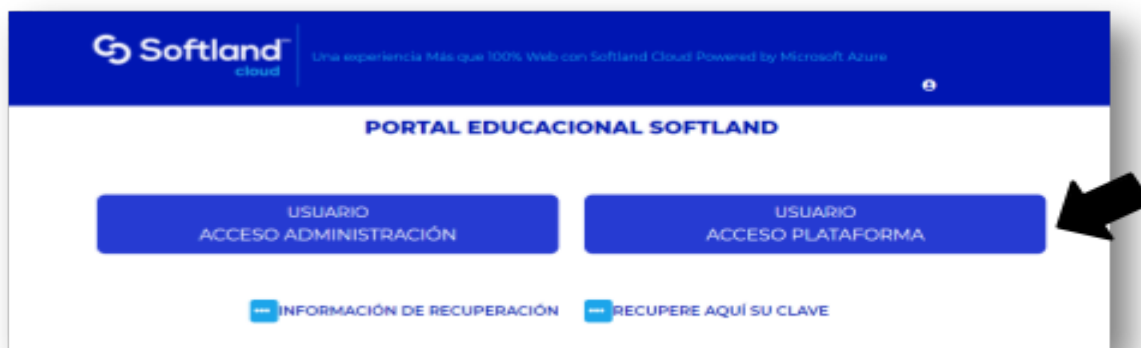 Softland
cloud
Una experiencia Más que 100% Web con Softland Cloud Powered by Microsoft Azure
PORTAL EDUCACIONAL SOFTLAND
USUARIO
ACCESO ADMINISTRACIÓN
USUARIO
ACCESO PLATAFORMA
INFORMACIÓN DE RECUPERACIÓN
RECUPERE AQUÍ SU CLAVE